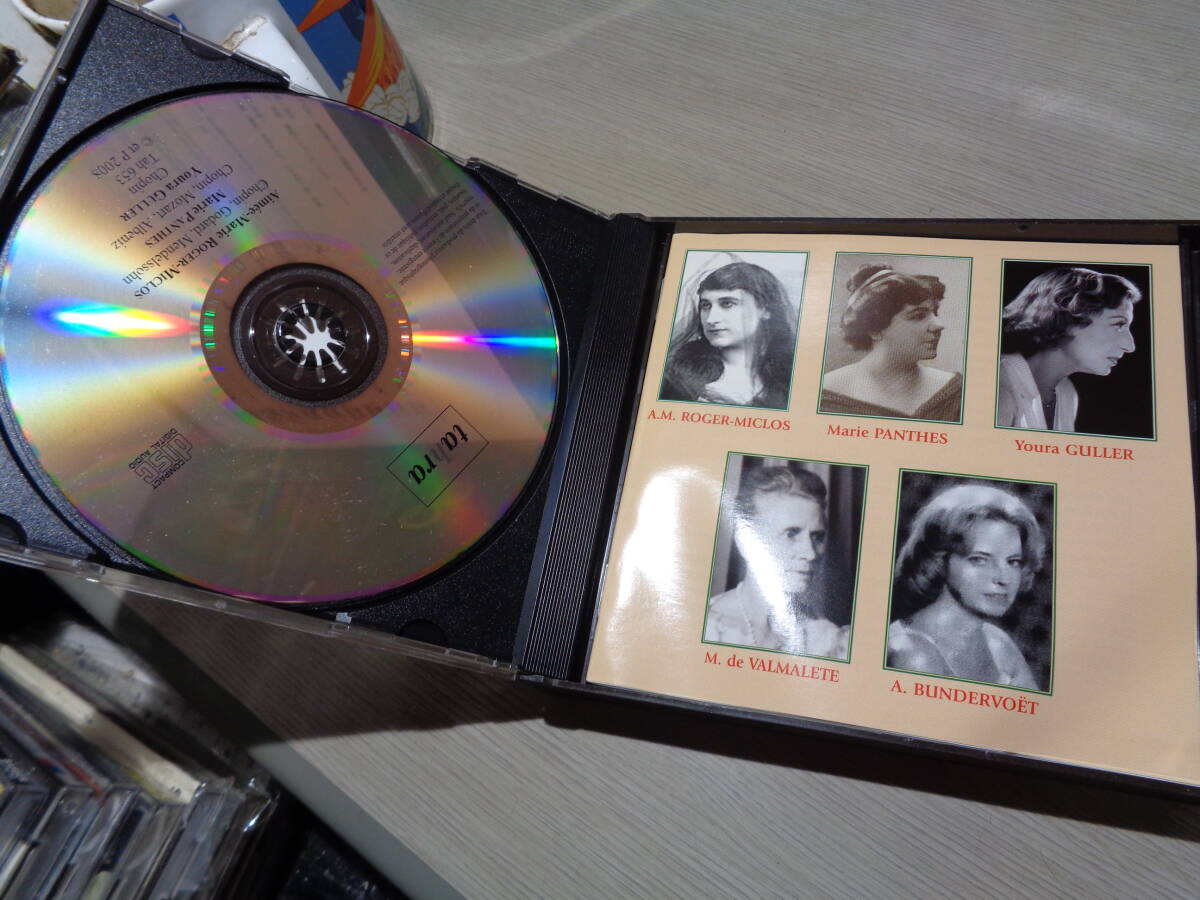 Aimée-Marie ROGER-MICLOS
Chopin, Godard, Mendelssohn
Marie PANTHES
Chopin, Mozart, Albeniz
Youra GULLER
Chopin
Tah 653
© et P 2008
tahra
COMPACT
disc
DIGITAL AUDIO
A.M. ROGER-MICLOS
Marie PANTHES
Youra GULLER
M. de VALMALETE
A. BUNDERVOËT